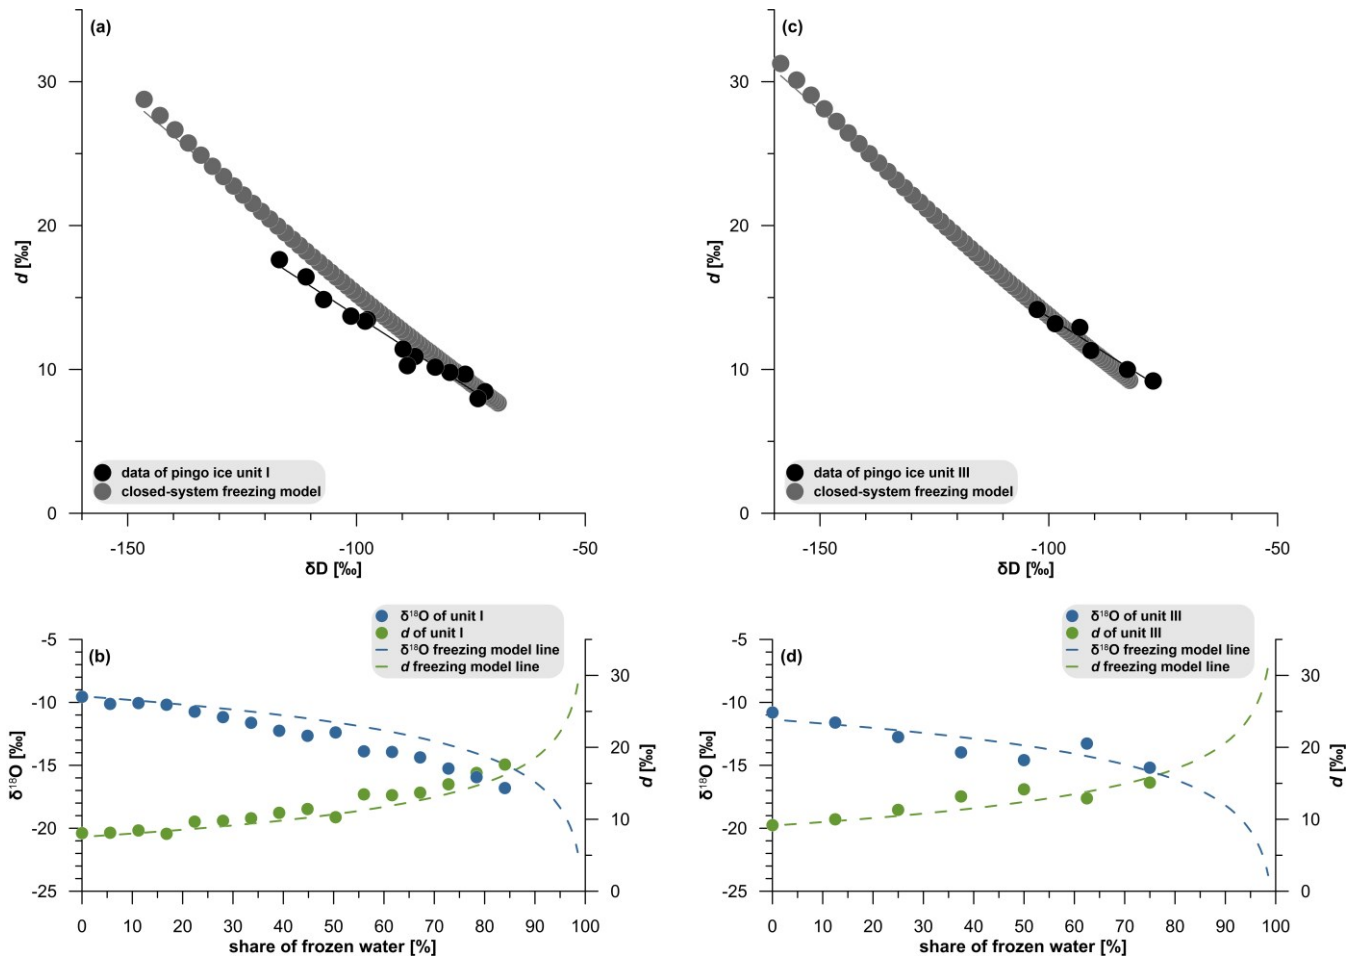 (a)
30
20
10
0
d [‰]
-150
-100
-50
δD [‰]
data of pingo ice unit I
closed-system freezing model
(c)
30
20
10
0
d [‰]
-150
-100
-50
δD [‰]
data of pingo ice unit III
closed-system freezing model
δ¹⁸O of unit I
d of unit I
δ¹⁸O freezing model line
d freezing model line
(b)
-5
-10
-15
-20
-25
δ¹⁸O [‰]
30
20
10
0
d [‰]
0 10 20 30 40 50 60 70 80 90 100
share of frozen water [%]
δ¹⁸O of unit III
d of unit III
δ¹⁸O freezing model line
d freezing model line
(d)
-5
-10
-15
-20
-25
δ¹⁸O [‰]
30
20
10
0
d [‰]
0 10 20 30 40 50 60 70 80 90 100
share of frozen water [%]